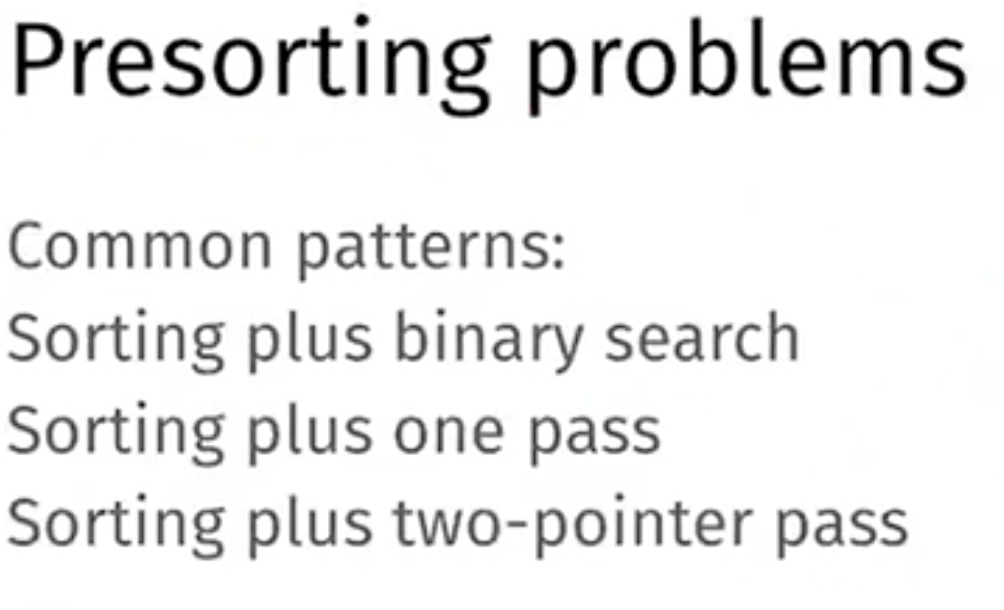 Presorting problems
Common patterns:
Sorting plus binary search
Sorting plus one pass
Sorting plus two-pointer pass